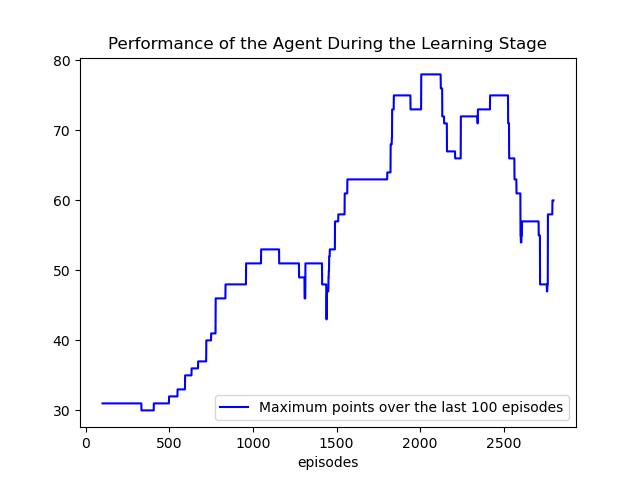 Performance of the Agent During the Learning Stage
80
70
60
50
40
30
Maximum points over the last 100 episodes
0 500 1000 1500 2000 2500
episodes